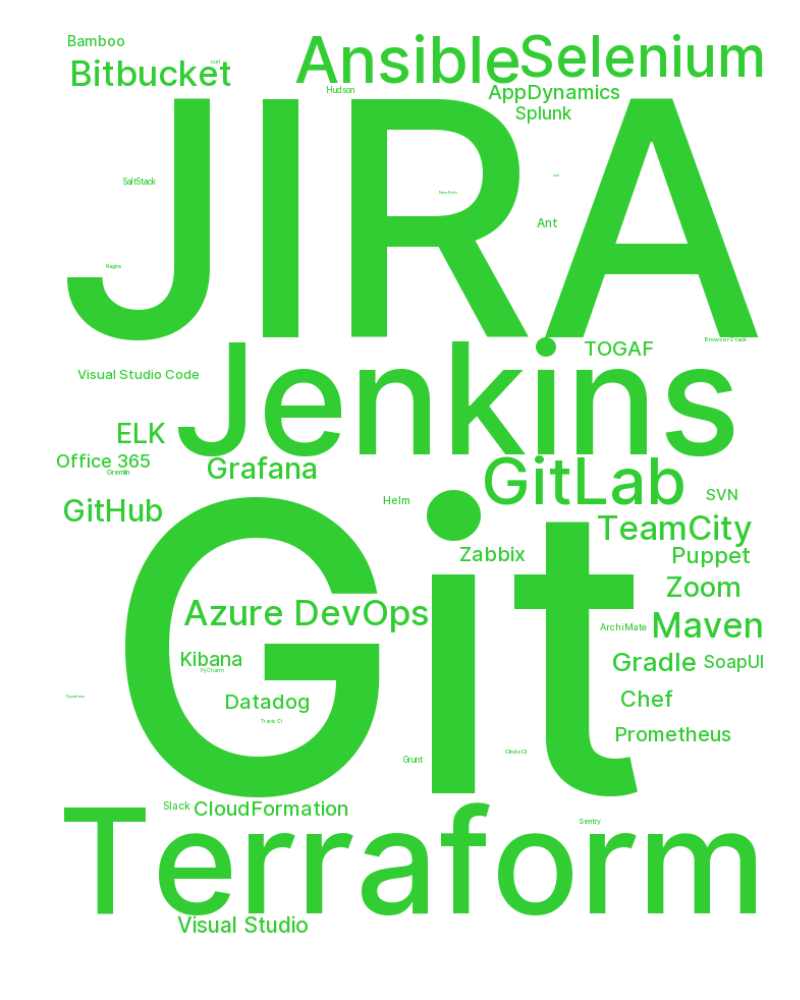 Bamboo
Bitbucket
curl
Ansible
Selenium
Hudson
AppDynamics
Splunk
JIRA
SaltStack
New Relic
Ant
Nagios
BrowserStack
TOGAF
Jenkins
Visual Studio Code
ELK
Office 365
Gremlin
Grafana
GitLab
GitHub
Helm
SVN
TeamCity
Zabbix
Puppet
Zoom
Git
Azure DevOps
ArchiMate
Maven
Kibana
PyCharm
Gradle
SoapUI
Datadog
Chef
Travis CI
Prometheus
CircleCI
Grunt
Slack
CloudFormation
Sentry
Terraform
Visual Studio